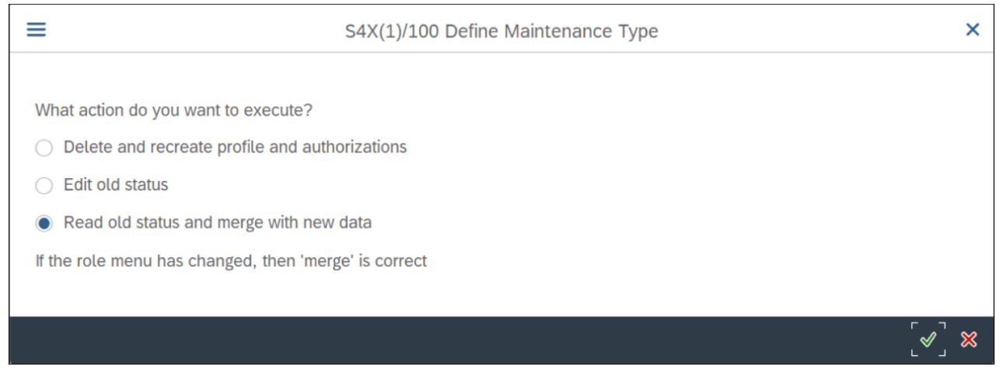 S4X(1)/100 Define Maintenance Type
What action do you want to execute?
Delete and recreate profile and authorizations
Edit old status
Read old status and merge with new data
If the role menu has changed, then 'merge' is correct